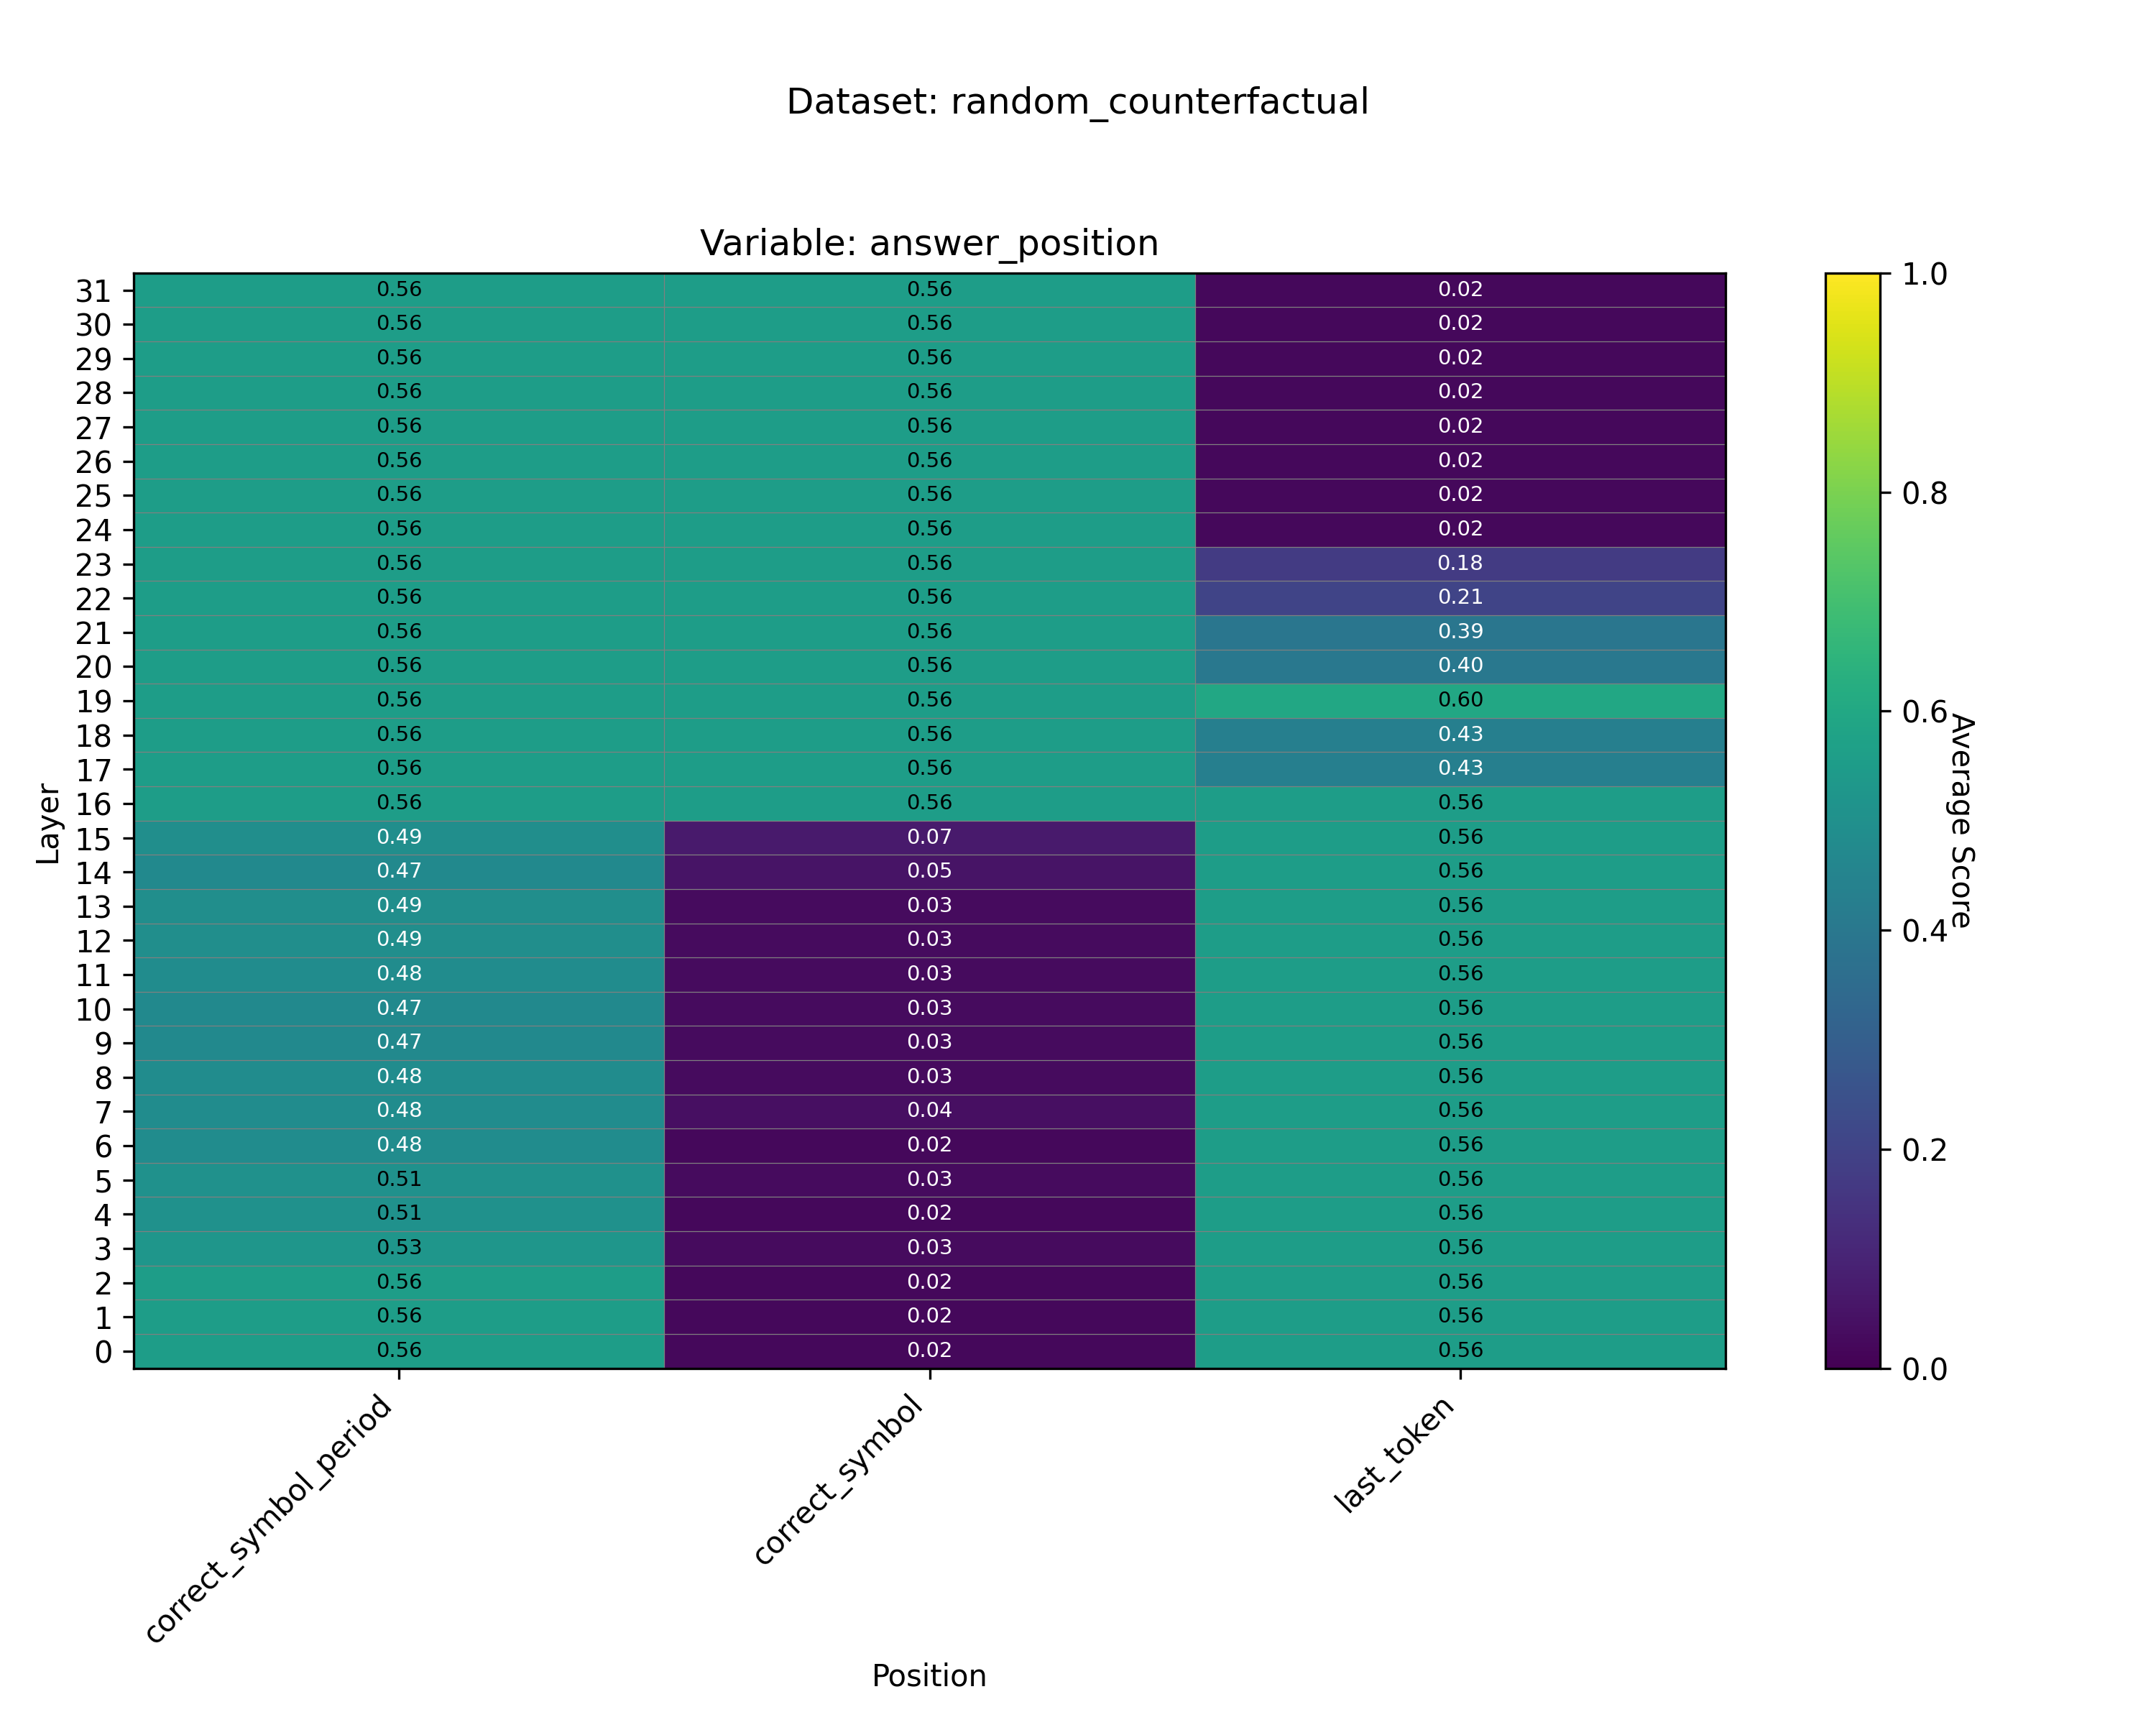 Dataset: random_counterfactual
Variable: answer_position
31 0.56 0.56 0.02
30 0.56 0.56 0.02
29 0.56 0.56 0.02
28 0.56 0.56 0.02
27 0.56 0.56 0.02
26 0.56 0.56 0.02
25 0.56 0.56 0.02
24 0.56 0.56 0.02
23 0.56 0.56 0.18
22 0.56 0.56 0.21
21 0.56 0.56 0.39
20 0.56 0.56 0.40
19 0.56 0.56 0.60
18 0.56 0.56 0.43
17 0.56 0.56 0.43
16 0.56 0.56 0.56
15 0.49 0.07 0.56
14 0.47 0.05 0.56
13 0.49 0.03 0.56
12 0.49 0.03 0.56
11 0.48 0.03 0.56
10 0.47 0.03 0.56
9 0.47 0.03 0.56
8 0.48 0.03 0.56
7 0.48 0.04 0.56
6 0.48 0.02 0.56
5 0.51 0.03 0.56
4 0.51 0.02 0.56
3 0.53 0.03 0.56
2 0.56 0.02 0.56
1 0.56 0.02 0.56
0 0.56 0.02 0.56
Layer
correct_symbol_period
correct_symbol
last_token
Position
1.0
0.8
0.6
0.4
0.2
0.0
Average Score